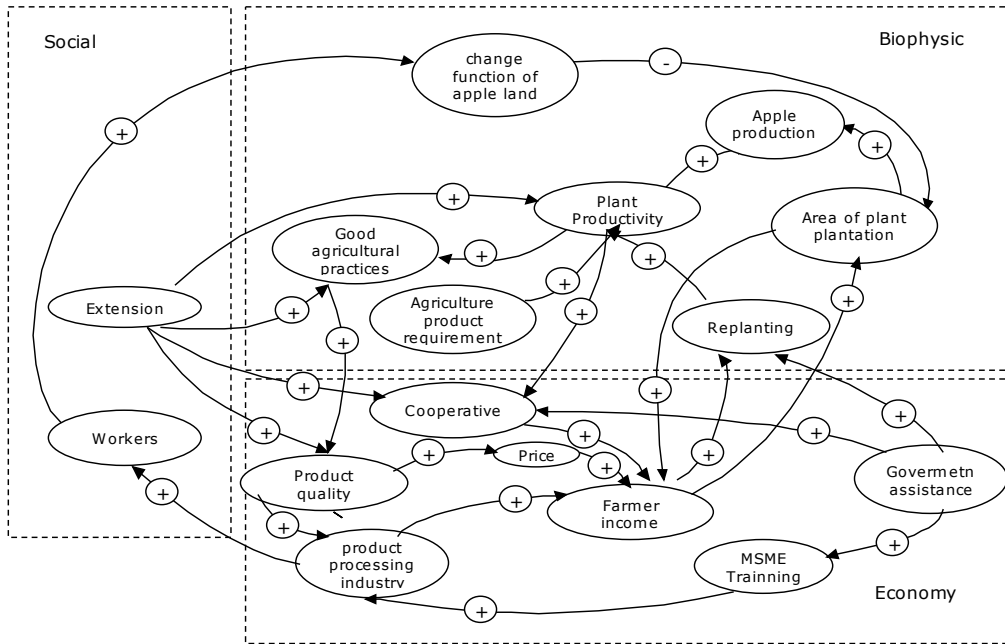 Social
Biophysic
change
function of
apple land
-
+
Apple
production
+
+
+
Plant
Productivity
Area of plant
plantation
Good
agricultural
practices
+
+
Extension
Agriculture
product
requirement
+
+
+
+
Replanting
+
+
+
Cooperative
+
+
Workers
+
+
+
+
+
Price
+
Product
quality
Govermetn
assistance
+
+
Farmer
income
+
+
product
processing
industry
MSME
Trainning
Economy
+